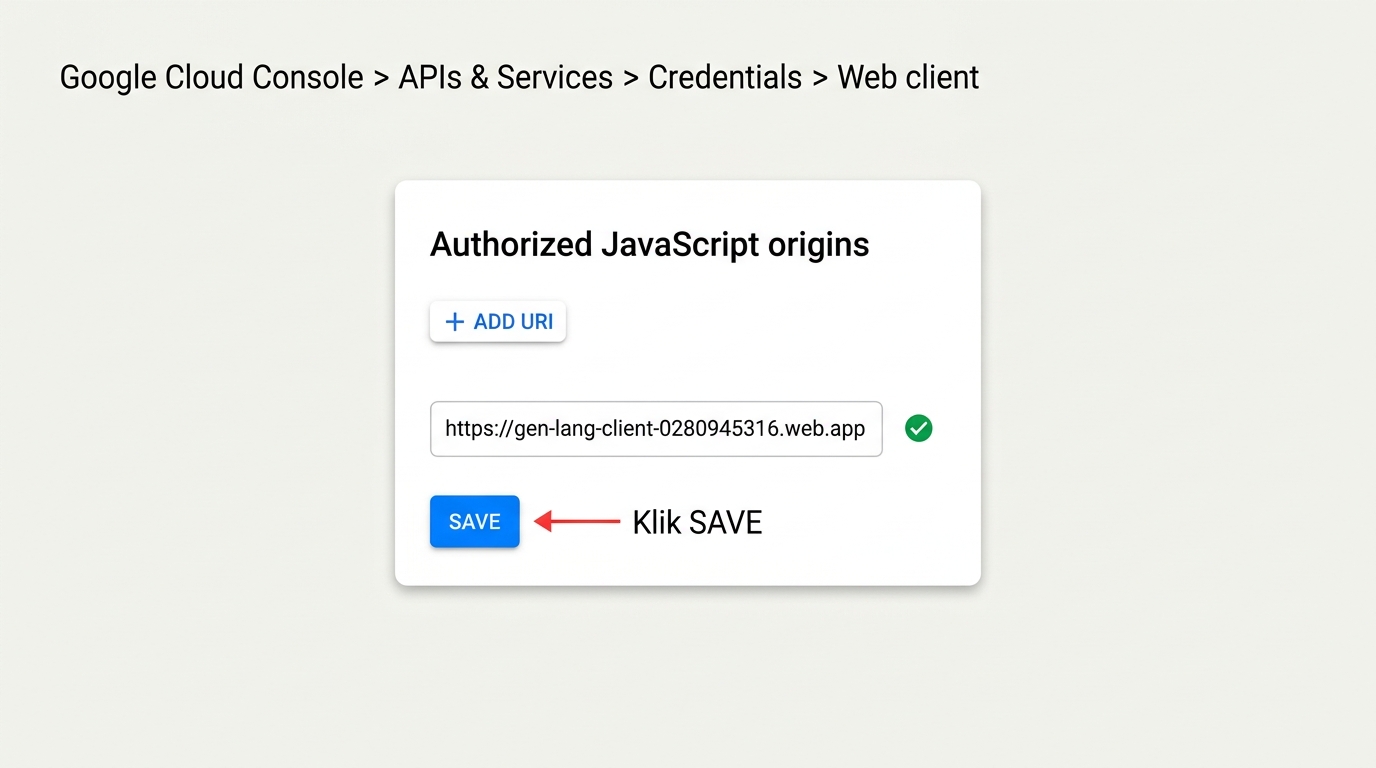 Google Cloud Console > APIs & Services > Credentials > Web client
Authorized JavaScript origins
+ ADD URI
https://gen-lang-client-0280945316.web.app
SAVE
Klik SAVE